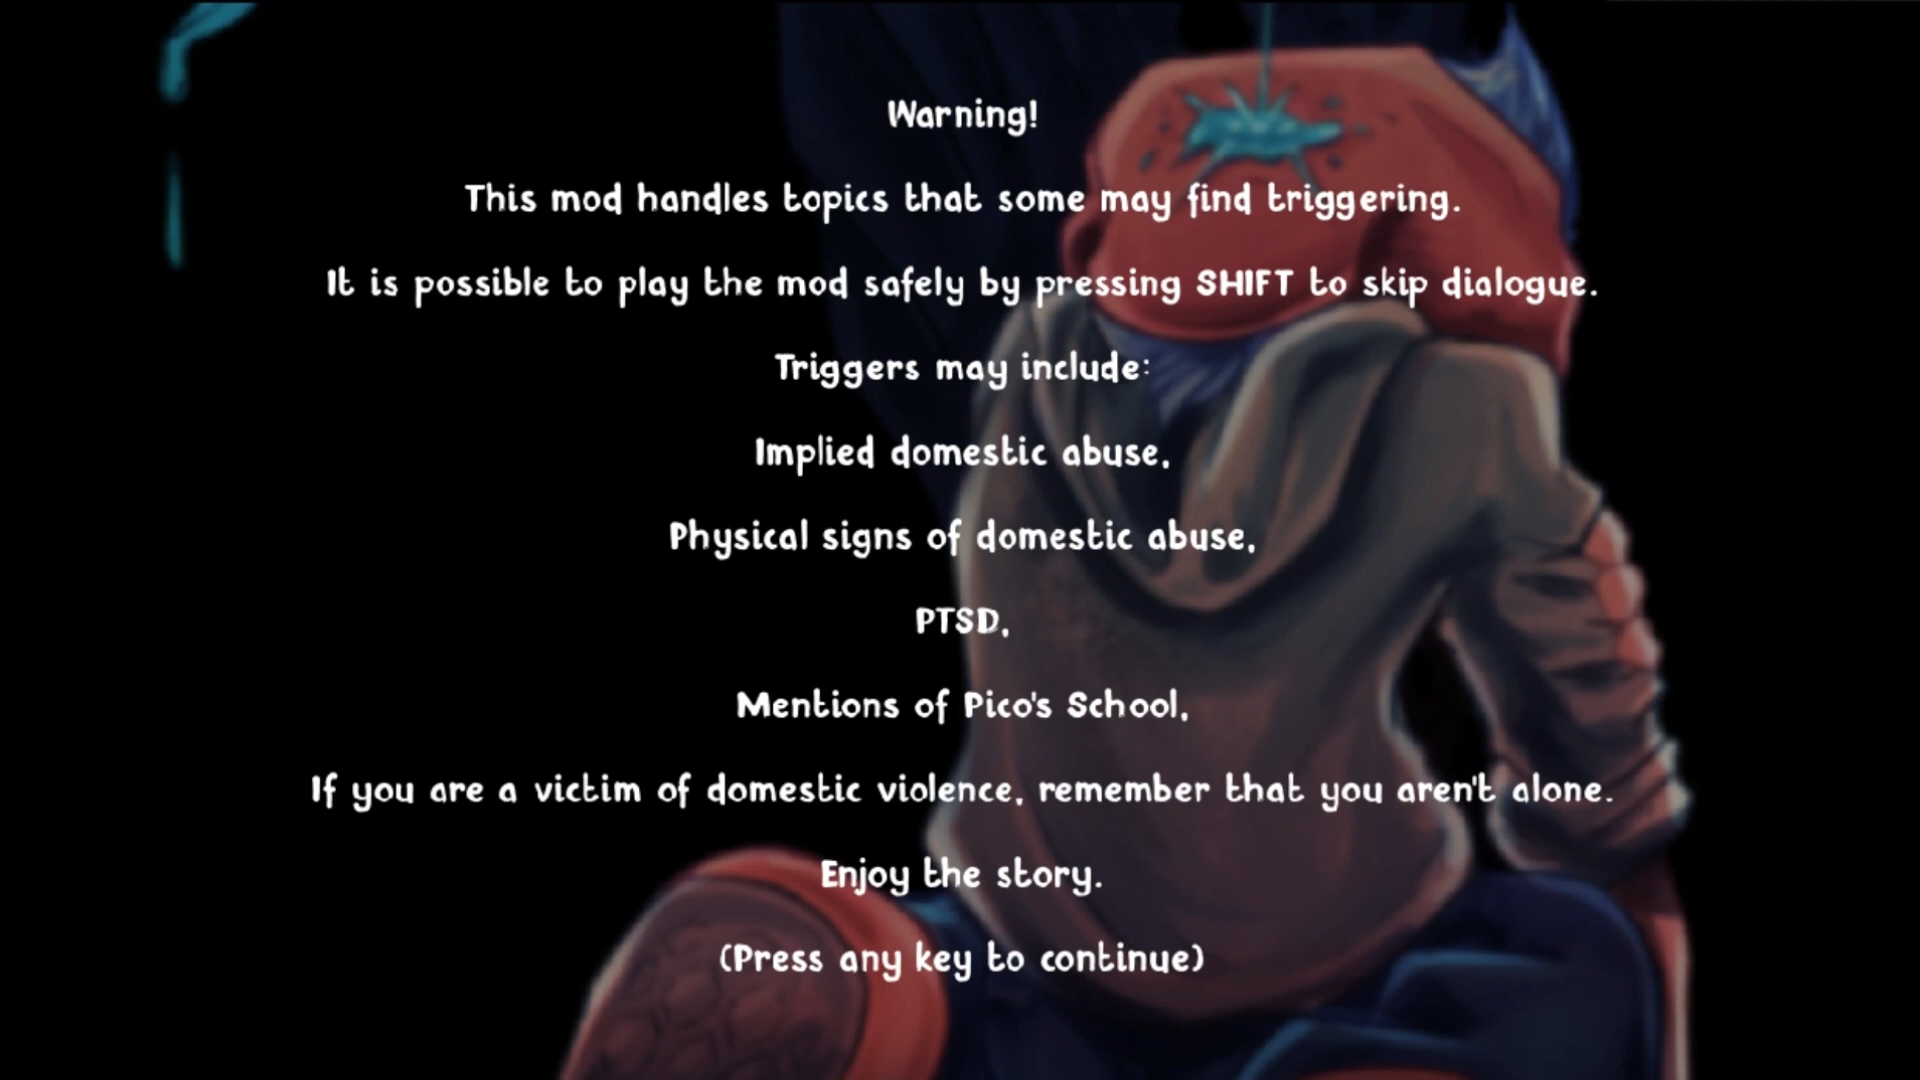 Warning!
This mod handles topics that some may find triggering.
It is possible to play the mod safely by pressing SHIFT to skip dialogue.
Triggers may include:
Implied domestic abuse,
Physical signs of domestic abuse,
PTSD,
Mentions of Pico's School,
If you are a victim of domestic violence, remember that you aren't alone.
Enjoy the story.
(Press any key to continue)